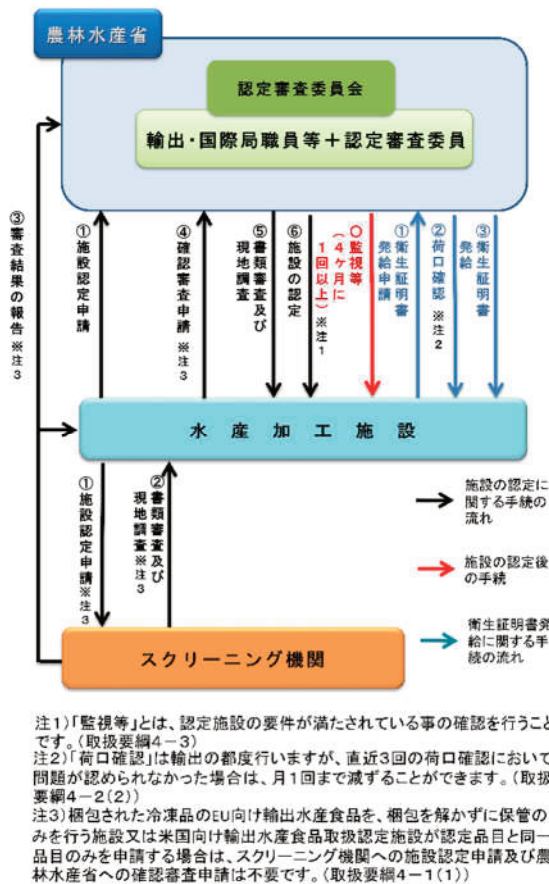 農林水産省
認定審査委員会
輸出・国際局職員等＋認定審査委員
③審査結果の報告 ※注3
①施設認定申請
④確認審査申請 ※注3
⑤書類審査及び
現地調査
⑥施設の認定
〇監視等
(4ヶ月に
1回以上)※注1
①衛生証明書
発給申請
②荷口確認 ※注2
③衛生証明書
発給
水産加工施設
①施設認定申請※注3
②書類審査及び
現地調査※注3
スクリーニング機関
施設の認定に
関する手続の
流れ
施設の認定後
の手続
衛生証明書発
給に関する手
続の流れ
注1)「監視等」とは、認定施設の要件が満たされている事の確認を行うこと
です。(取扱要綱4－3)
注2)「荷口確認」は輸出の都度行いますが、直近3回の荷口確認において
問題が認められなかった場合は、月1回まで減ずることができます。(取扱
要綱4－2(2))
注3)梱包された冷凍品のEU向け輸出水産食品を、梱包を解かずに保管の
みを行う施設又は米国向け輸出水産食品取扱認定施設が認定品目と同一
品目のみを申請する場合は、スクリーニング機関への施設認定申請及び農
林水産省への確認審査申請は不要です。(取扱要綱4－1(1))